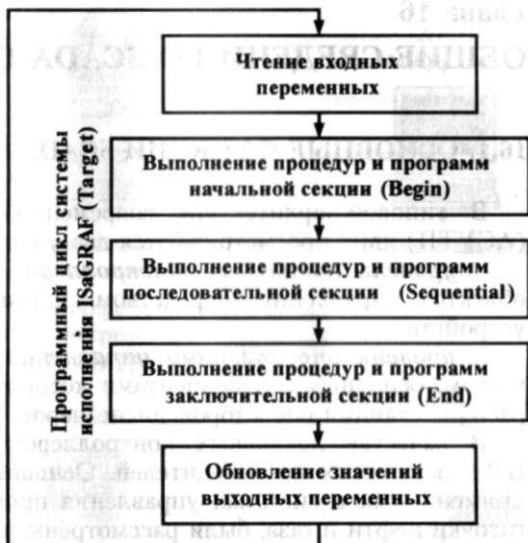 Чтение входных
переменных
Выполнение процедур и программ
начальной секции (Begin)
Выполнение процедур и программ
последовательной секции (Sequential)
Выполнение процедур и программ
заключительной секции (End)
Обновление значений
выходных переменных
Программный цикл системы
исполнения ISaGRAF (Target)